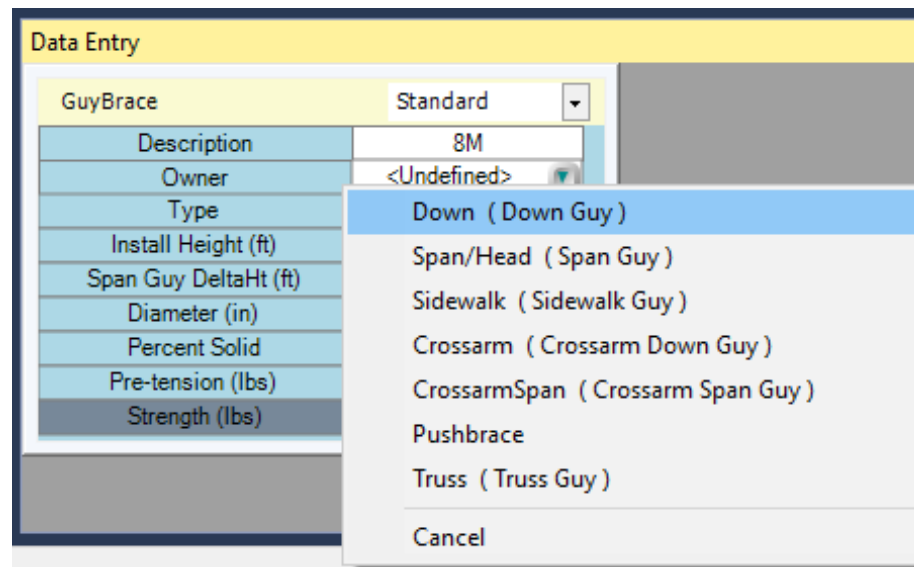 Data Entry
GuyBrace Standard
Description 8M
Owner <Undefined>
Type
Install Height (ft)
Span Guy DeltaHt (ft)
Diameter (in)
Percent Solid
Pre-tension (lbs)
Strength (lbs)
Down ( Down Guy )
Span/Head ( Span Guy )
Sidewalk ( Sidewalk Guy )
Crossarm ( Crossarm Down Guy )
CrossarmSpan ( Crossarm Span Guy )
Pushbrace
Truss ( Truss Guy )
Cancel